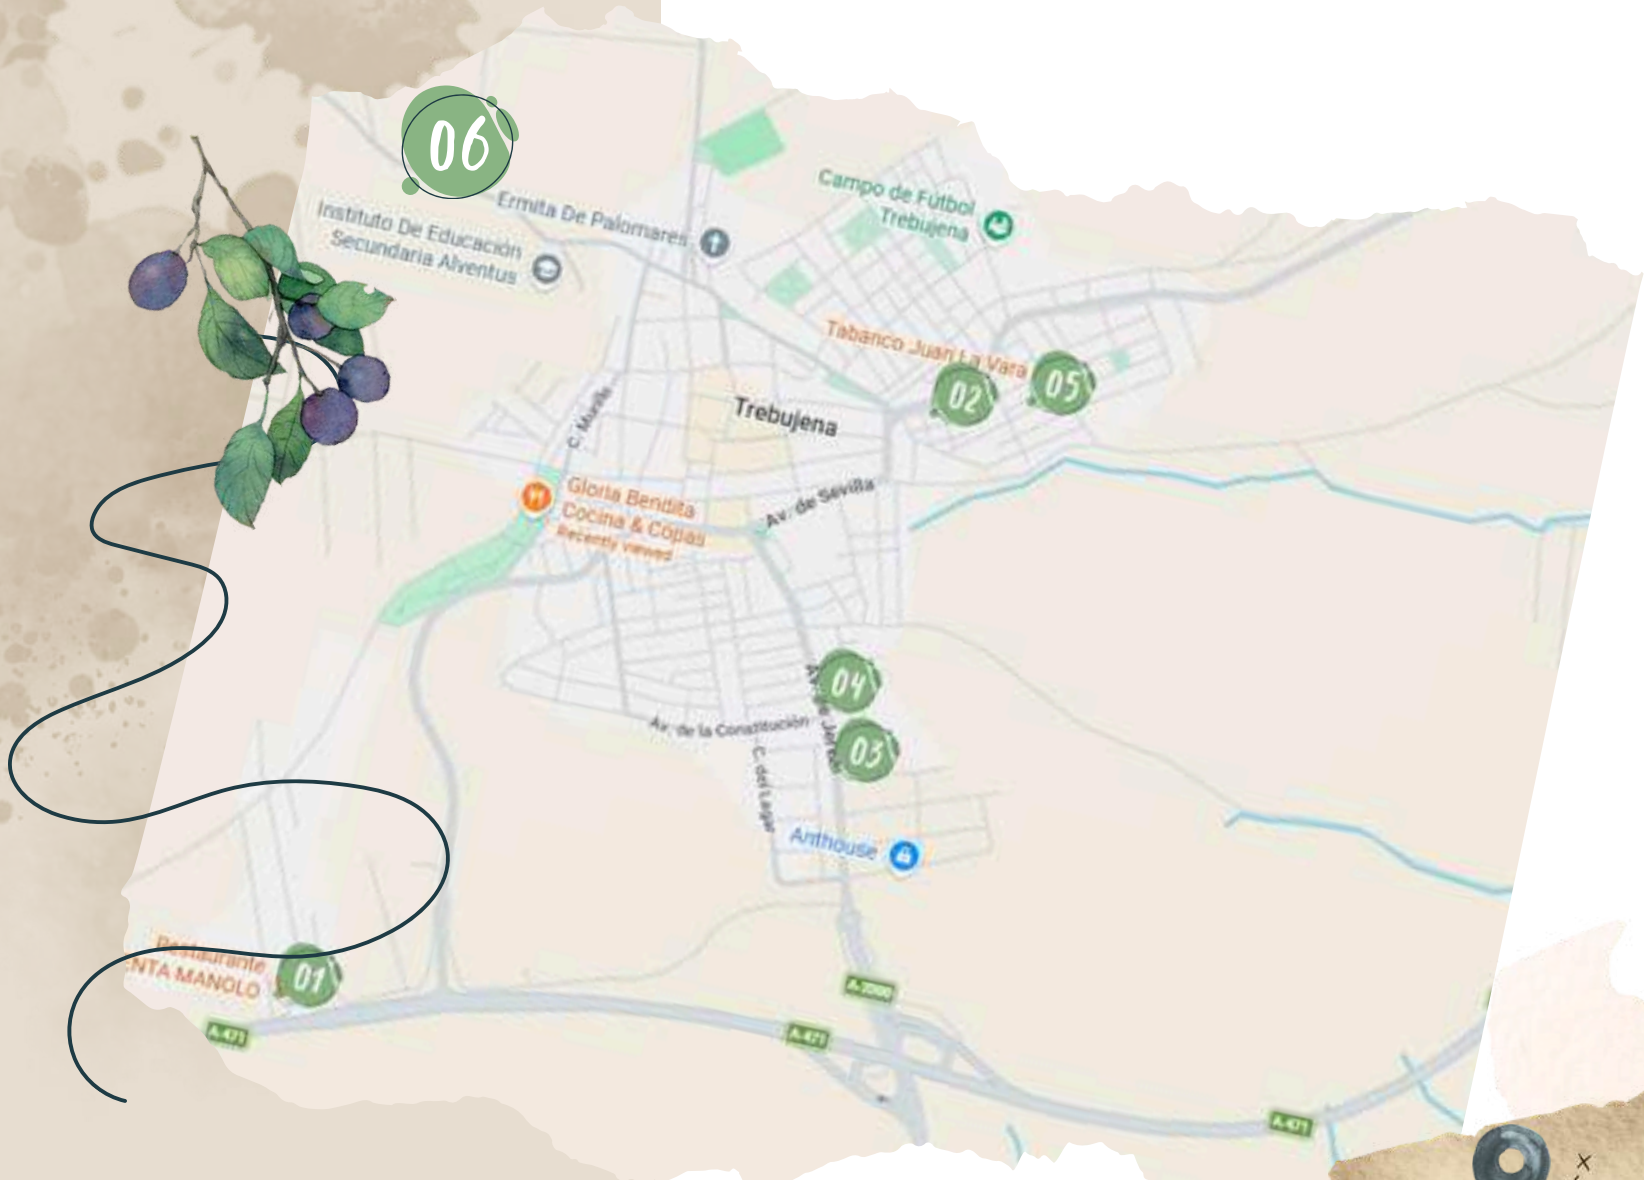 06
Campo de Fútbol
Trebujena
Ermita De Palomares
Instituto De Educación
Secundaria Alventus
Tabanco Juan La Vara
02
05
C. Murillo
Trebujena
Gloria Bendita
Cocina & Copas
Recently viewed
Av. de Sevilla
04
Av. de la Constitución
03
C. del Lagar
Anthouse
Restaurante
ENTA MANOLO
01
A-471
A-471
A-471
x